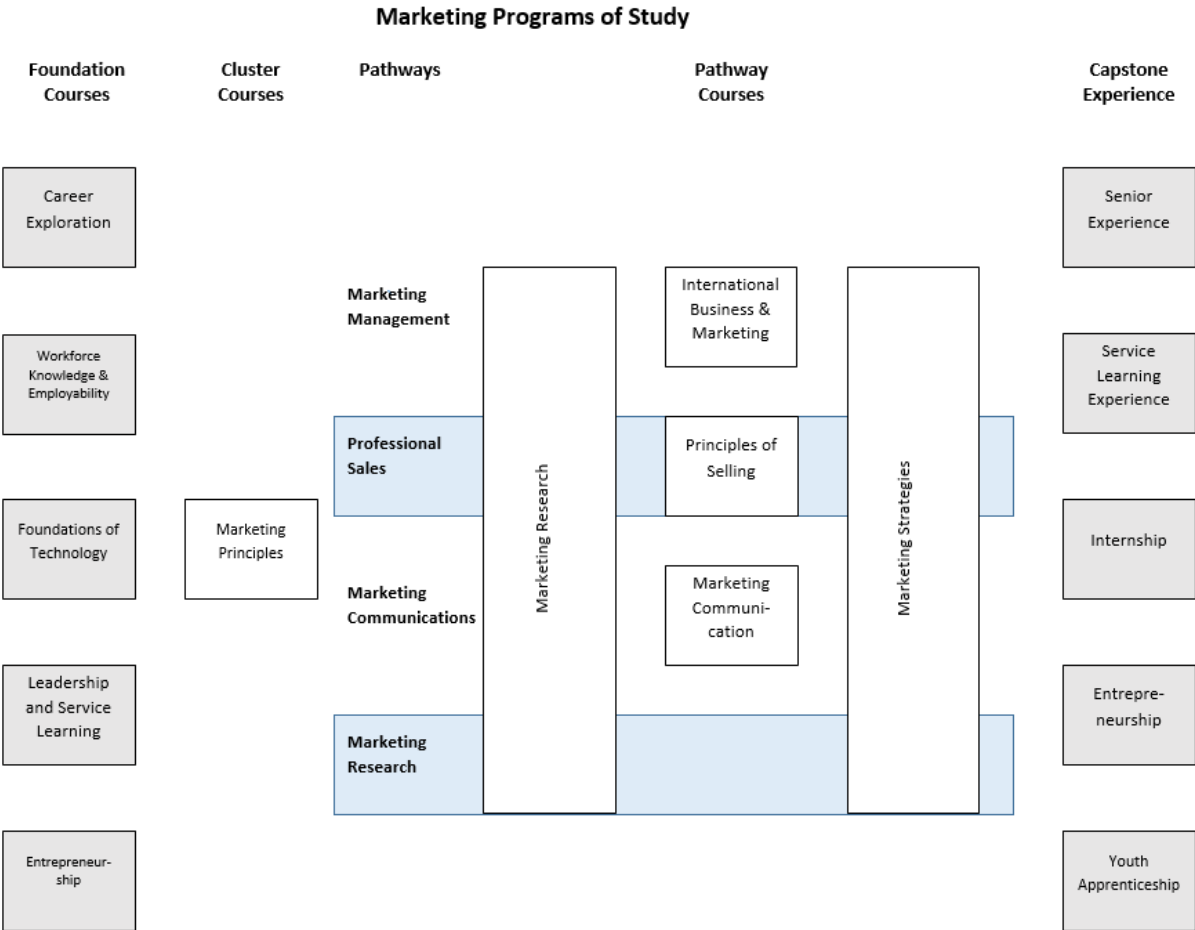 Marketing Programs of Study
Foundation
Courses
Cluster
Courses
Pathways
Pathway
Courses
Capstone
Experience
Career
Exploration
Workforce
Knowledge &
Employability
Foundations of
Technology
Leadership
and Service
Learning
Entrepreneur-
ship
Marketing
Principles
Marketing
Management
Professional
Sales
Marketing
Communications
Marketing
Research
Marketing Research
International
Business &
Marketing
Principles of
Selling
Marketing
Communi-
cation
Marketing Strategies
Senior
Experience
Service
Learning
Experience
Internship
Entrepre-
neurship
Youth
Apprenticeship